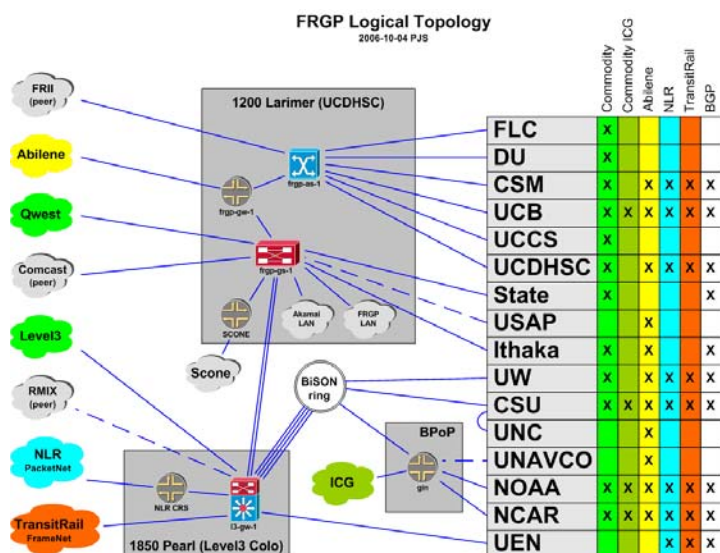 FRGP Logical Topology
2006-10-04 PJS
Commodity
Commodity ICG
Abilene
NLR
TransitRail
BGP
FRII
(peer)
Abilene
Qwest
Comcast
(peer)
Level3
RMIX
(peer)
NLR
PacketNet
TransitRail
FrameNet
1200 Larimer (UCDHSC)
frgp-as-1
frgp-gw-1
frgp-gs-1
SCONE
Akamai
LAN
FRGP
LAN
Scone
BiSON
ring
BPoP
gin
ICG
NLR CRS
l3-gw-1
1850 Pearl (Level3 Colo)
FLC X
DU X
CSM X X X X X
UCB X X X X X X
UCCS X
UCDHSC X X X X X
State X X
USAP X
Ithaka X X X
UW X X X X X
CSU X X X X X X
UNC X
UNAVCO X
NOAA X X X X X X
NCAR X X X X X X
UEN X X X